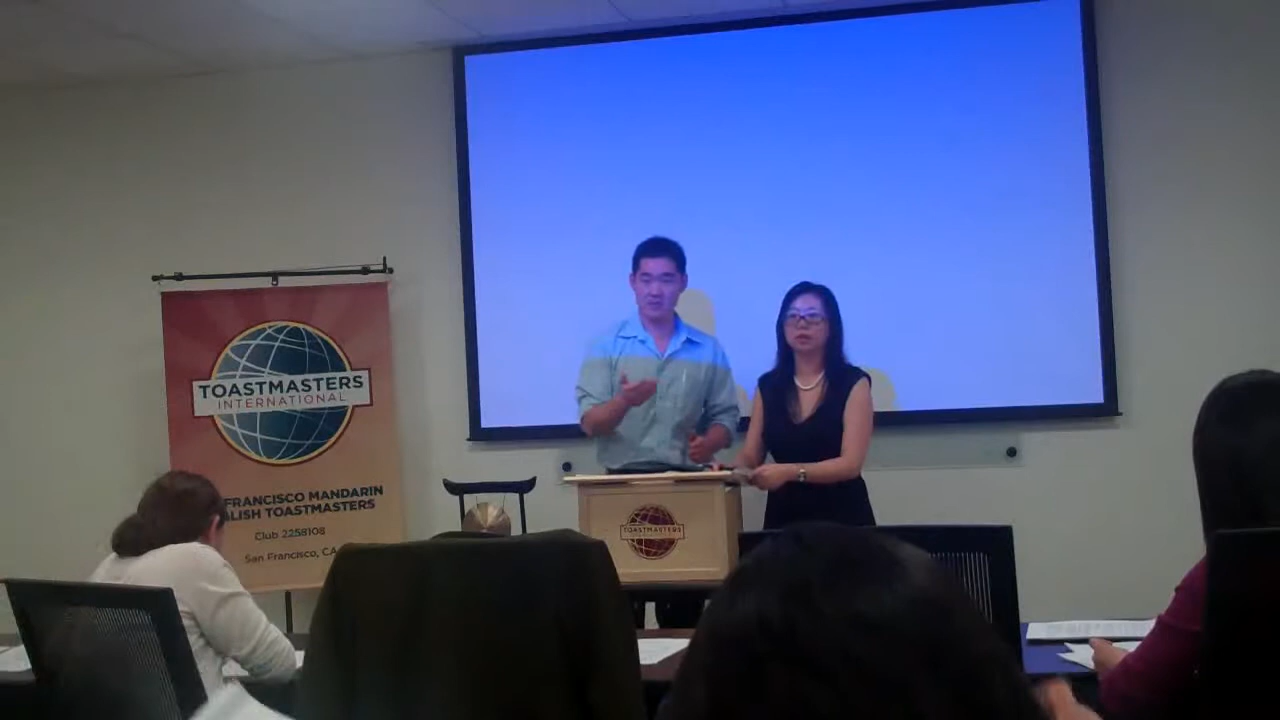 TOASTMASTERS
INTERNATIONAL
FRANCISCO MANDARIN
LISH TOASTMASTERS
Club 2258108
San Francisco, CA
TOASTMASTERS